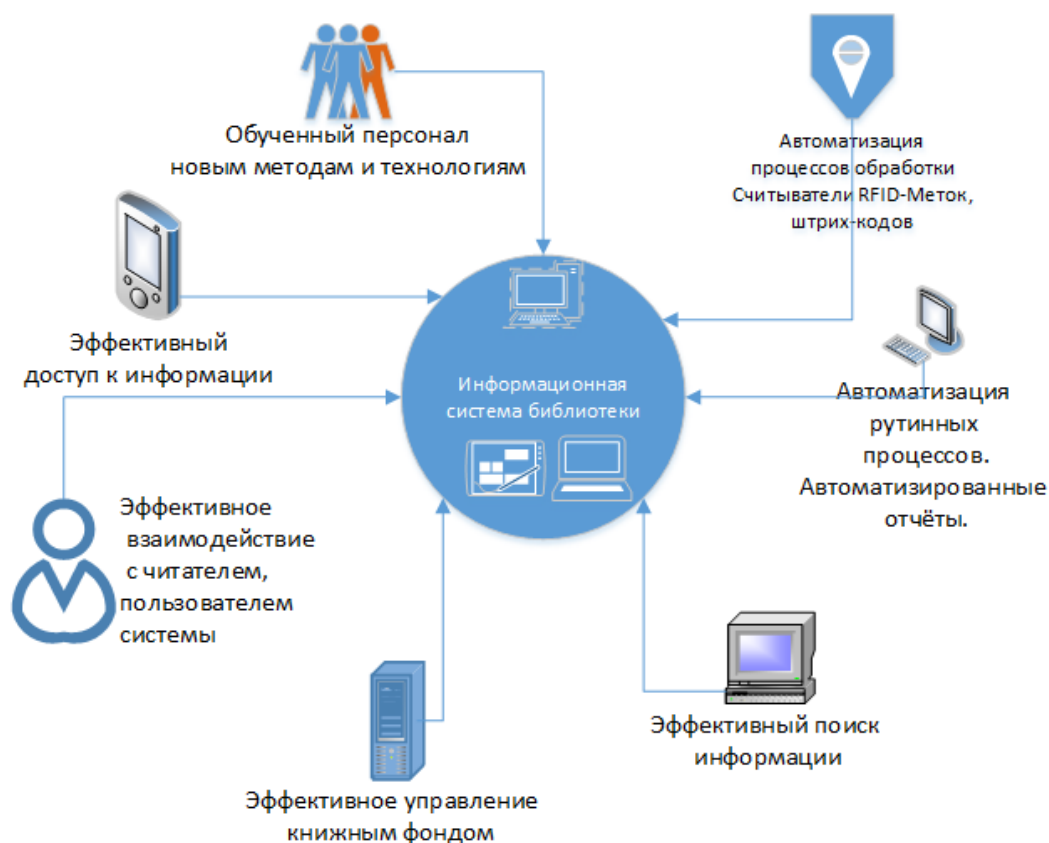 Обученный персонал
новым методам и технологиям
Автоматизация
процессов обработки
Считыватели RFID-Меток,
штрих-кодов
Эффективный
доступ к информации
Информационная
система библиотеки
Автоматизация
рутинных
процессов.
Автоматизированные
отчёты.
Эффективное
взаимодействие
с читателем,
пользователем
системы
Эффективный поиск
информации
Эффективное управление
книжным фондом